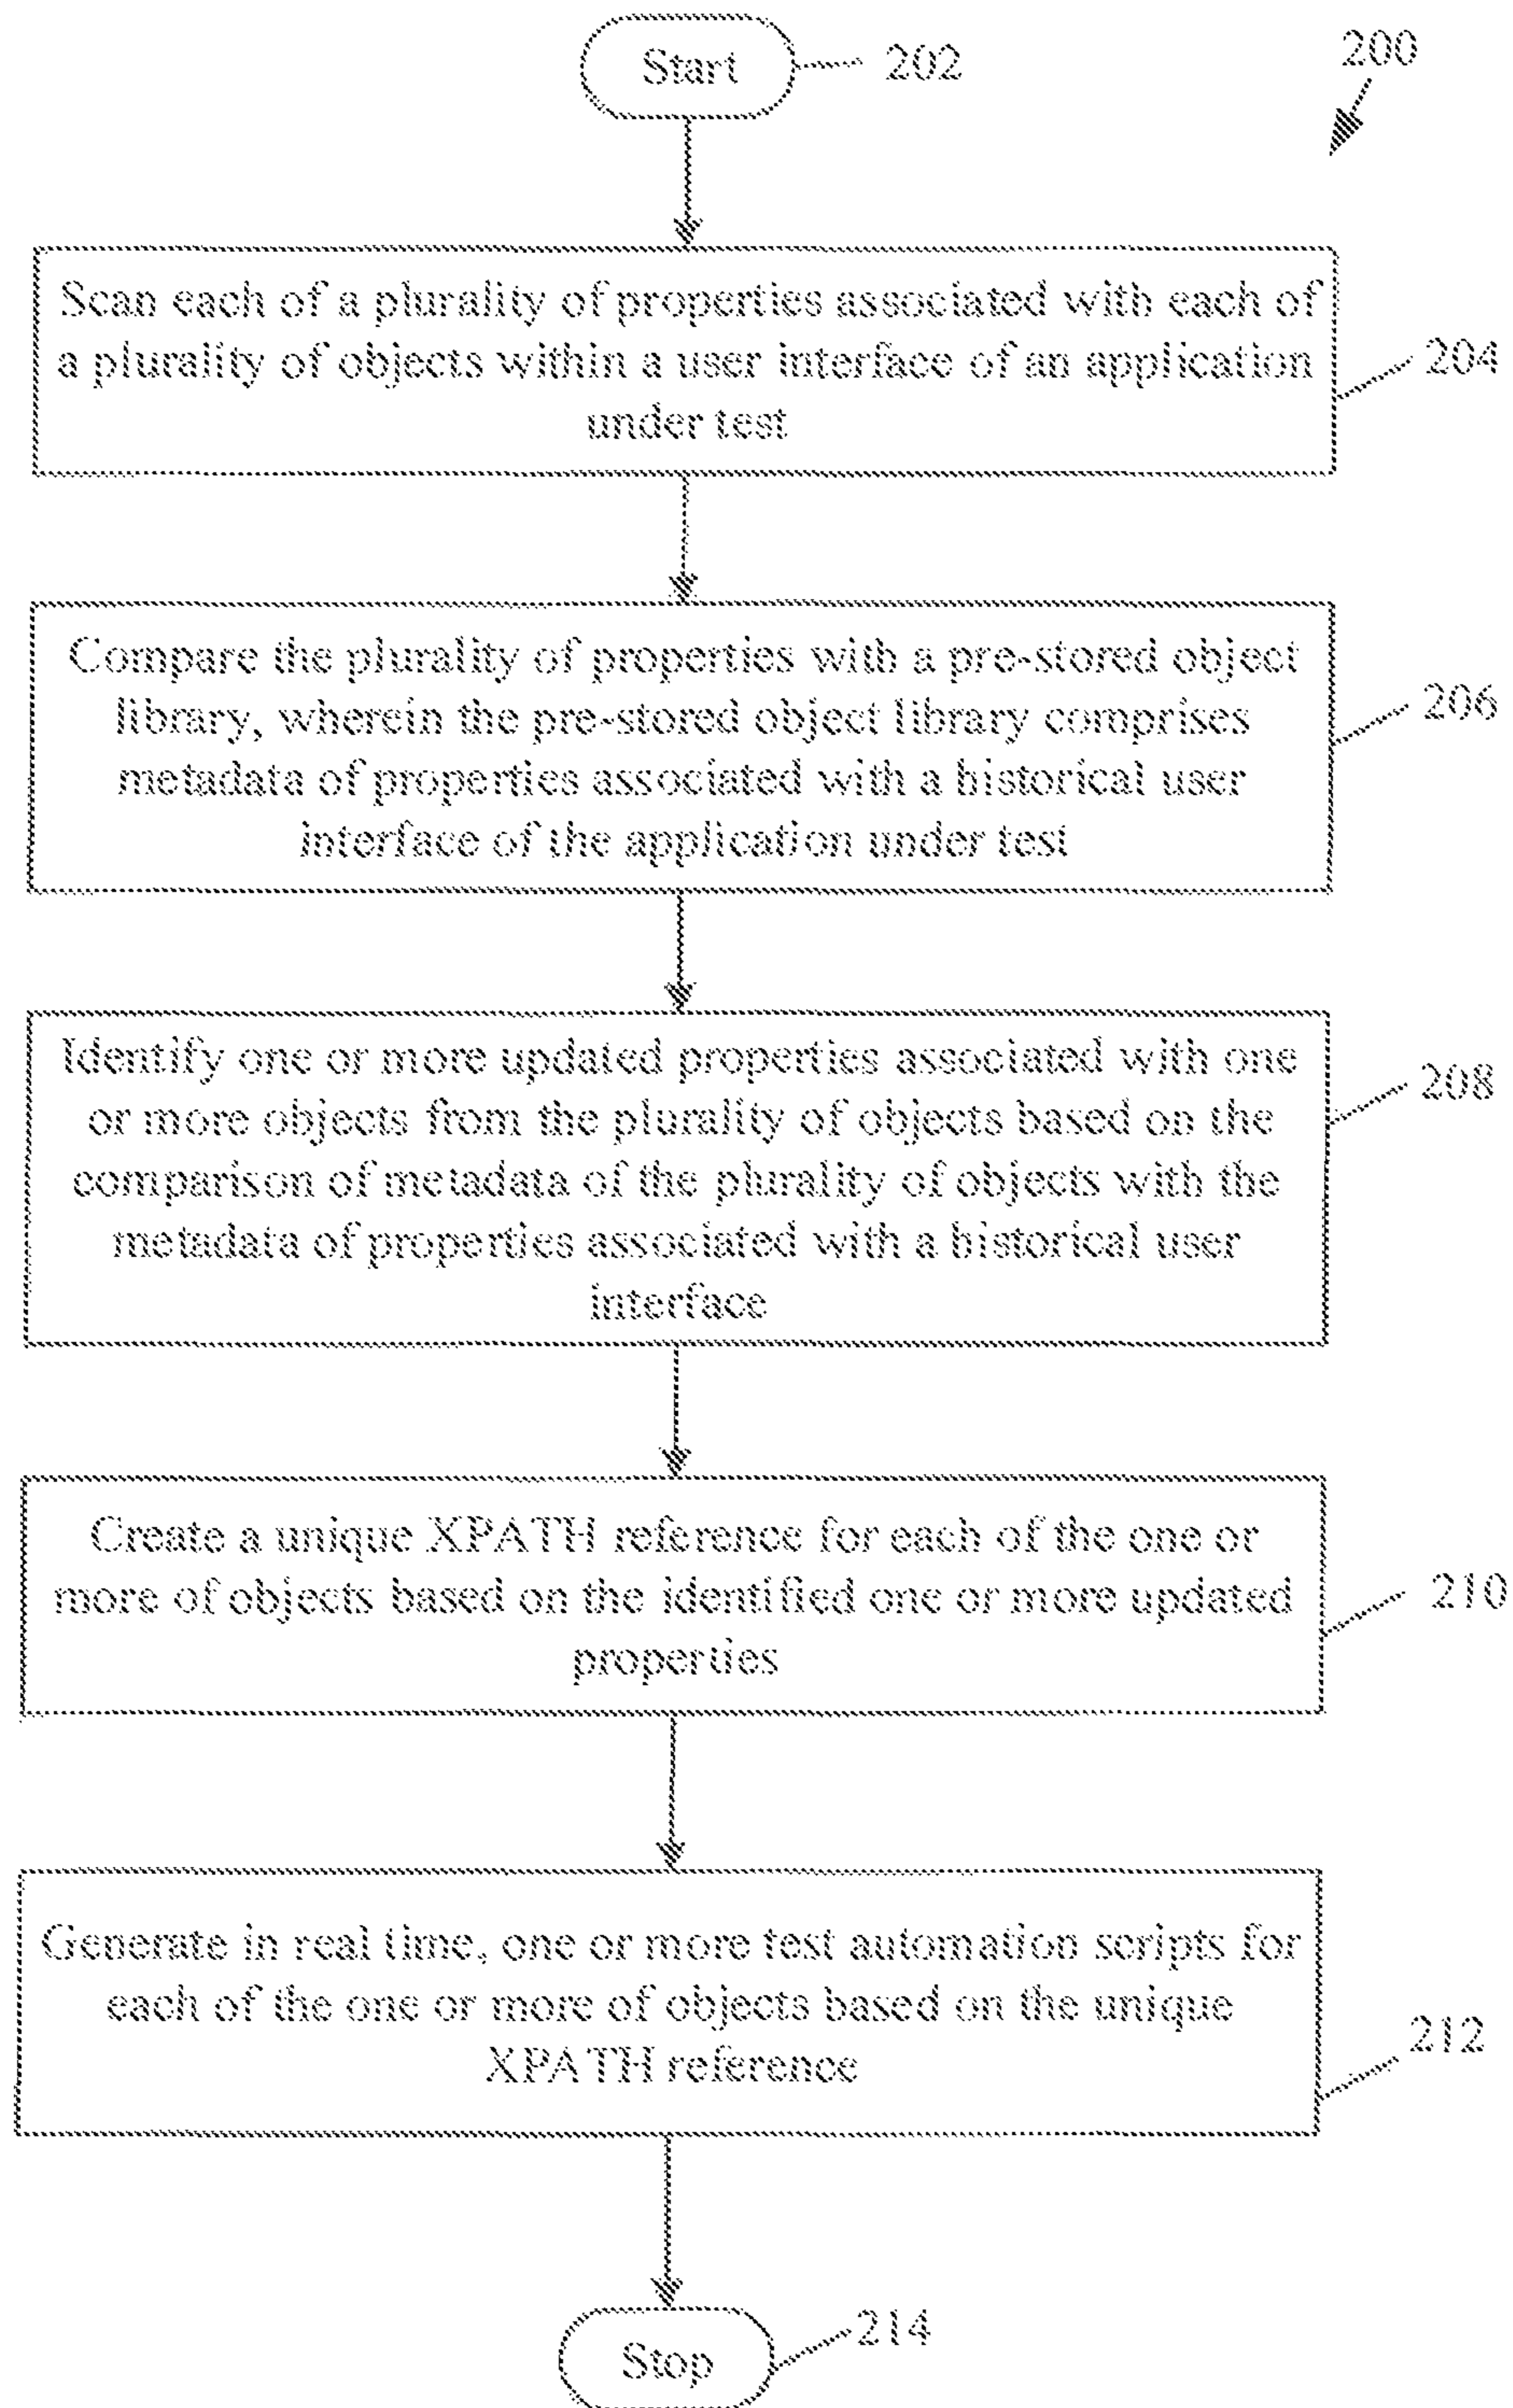 Start
202
200
Scan each of a plurality of properties associated with each of
a plurality of objects within a user interface of an application
under test
204
Compare the plurality of properties with a pre-stored object
library, wherein the pre-stored object library comprises
metadata of properties associated with a historical user
interface of the application under test
206
Identify one or more updated properties associated with one
or more objects from the plurality of objects based on the
comparison of metadata of the plurality of objects with the
metadata of properties associated with a historical user
interface
208
Create a unique XPATH reference for each of the one or
more of objects based on the identified one or more updated
properties
210
Generate in real time, one or more test automation scripts for
each of the one or more of objects based on the unique
XPATH reference
212
Stop
214